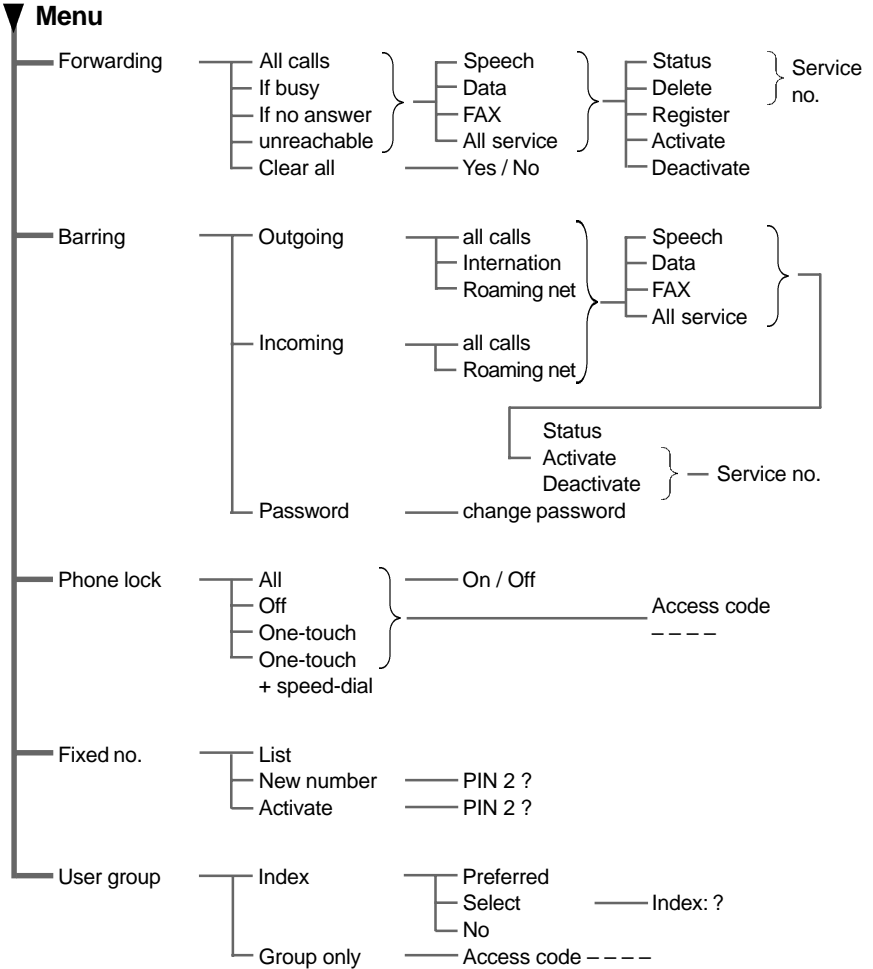 Menu
Forwarding All calls Speech Status Service
If busy Data Delete no.
If no answer FAX Register
unreachable All service Activate
Clear all Yes / No Deactivate
Barring Outgoing all calls Speech
Internation Data
Roaming net FAX
All service
Incoming all calls
Roaming net
Status
Activate Service no.
Deactivate
Password change password
Phone lock All On / Off
Off Access code
One-touch _ _ _ _
One-touch
+ speed-dial
Fixed no. List
New number PIN 2 ?
Activate PIN 2 ?
User group Index Preferred
Select Index: ?
No
Group only Access code – – – –